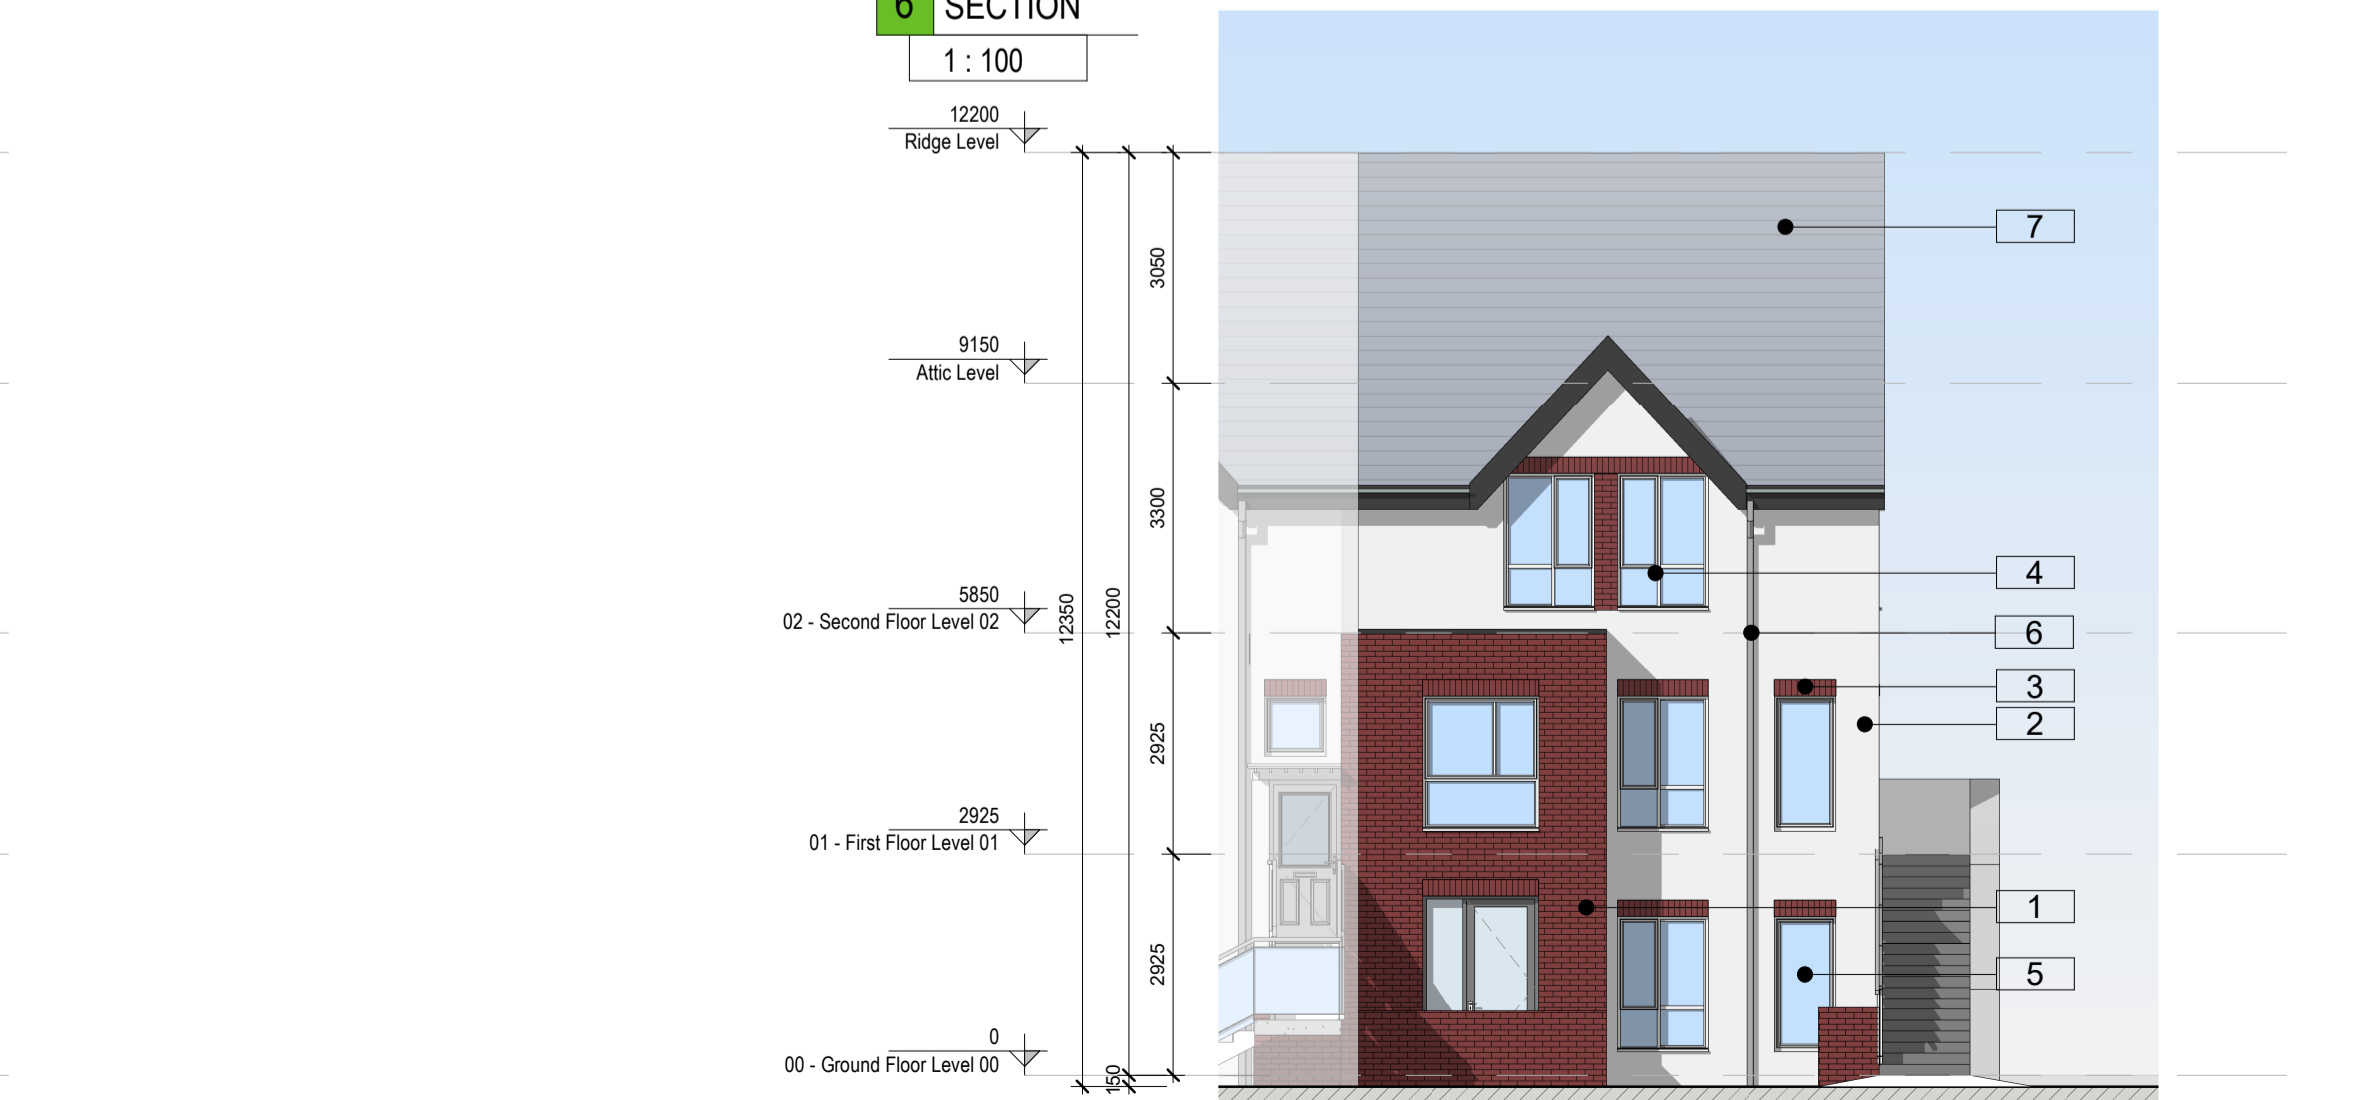 6 SECTION
1 : 100
12200
Ridge Level
9150
Attic Level
5850
02 - Second Floor Level 02
2925
01 - First Floor Level 01
0
00 - Ground Floor Level 00
12350
12200
150
3050
3300
2925
2925
7
4
6
3
2
1
5